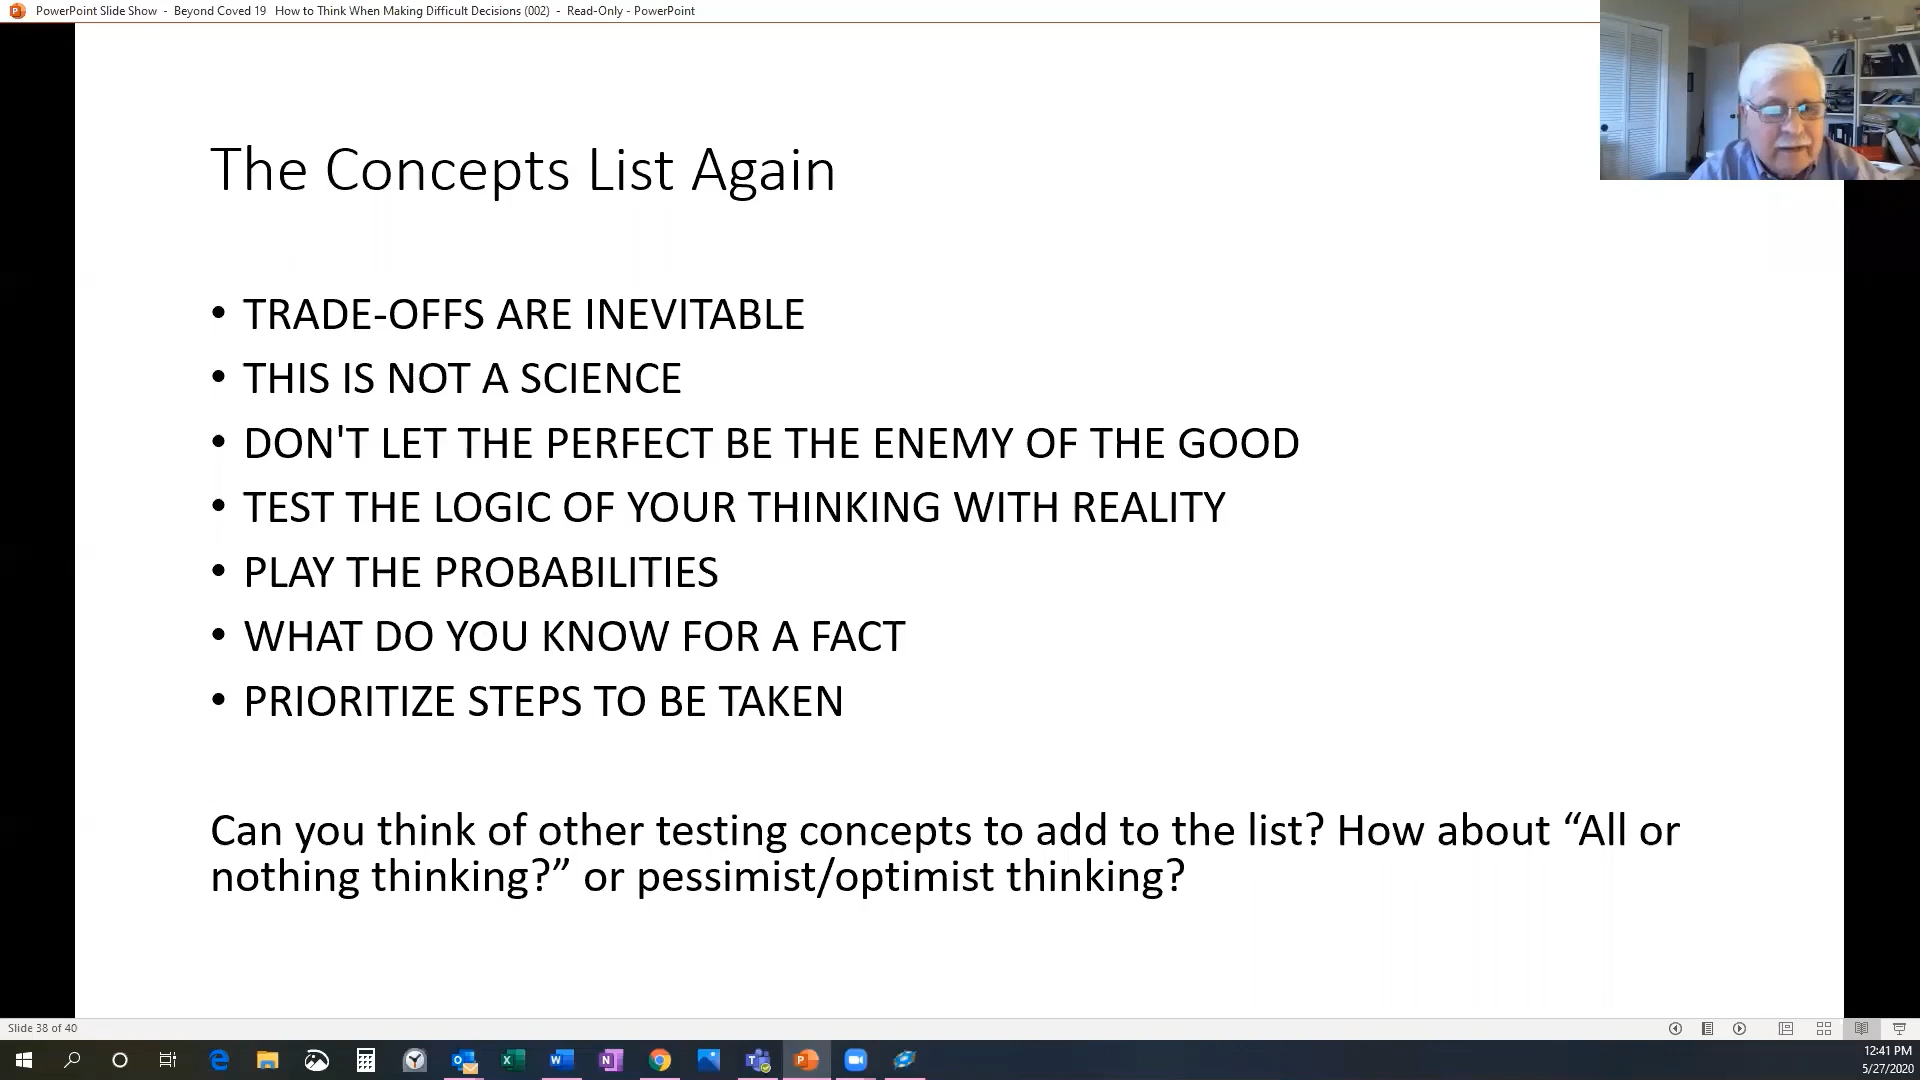 PowerPoint Slide Show - Beyond Coved 19 How to Think When Making Difficult Decisions (002) - Read-Only - PowerPoint
The Concepts List Again
• TRADE-OFFS ARE INEVITABLE
• THIS IS NOT A SCIENCE
• DON'T LET THE PERFECT BE THE ENEMY OF THE GOOD
• TEST THE LOGIC OF YOUR THINKING WITH REALITY
• PLAY THE PROBABILITIES
• WHAT DO YOU KNOW FOR A FACT
• PRIORITIZE STEPS TO BE TAKEN
Can you think of other testing concepts to add to the list? How about “All or
nothing thinking?” or pessimist/optimist thinking?
Slide 38 of 40
12:41 PM
5/27/2020